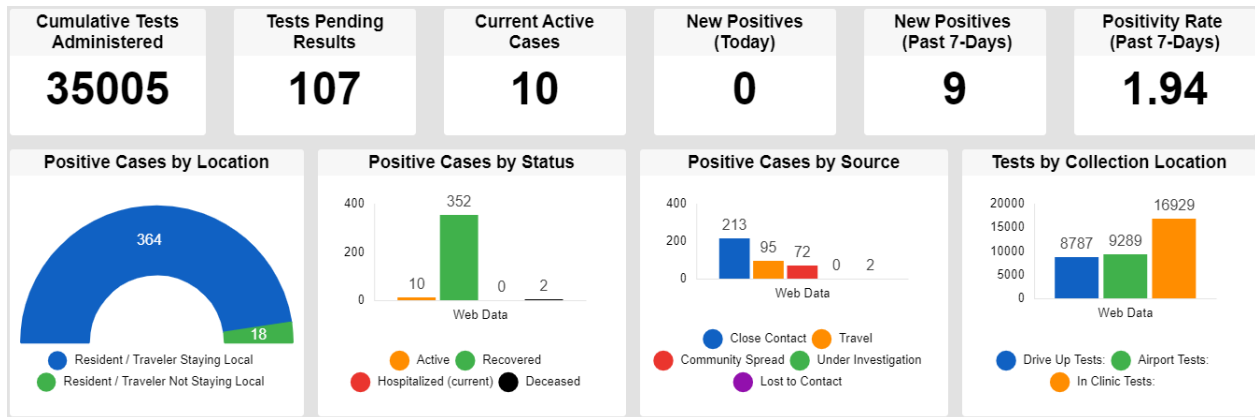 Cumulative Tests
Administered
35005
Tests Pending
Results
107
Current Active
Cases
10
New Positives
(Today)
0
New Positives
(Past 7-Days)
9
Positivity Rate
(Past 7-Days)
1.94
Positive Cases by Location
364
18
Resident / Traveler Staying Local
Resident / Traveler Not Staying Local
Positive Cases by Status
400
200
0
10
352
0
2
Web Data
Active
Recovered
Hospitalized (current)
Deceased
Positive Cases by Source
400
200
0
213
95
72
0
2
Web Data
Close Contact
Travel
Community Spread
Under Investigation
Lost to Contact
Tests by Collection Location
20000
15000
10000
5000
0
8787
9289
16929
Web Data
Drive Up Tests:
Airport Tests:
In Clinic Tests: